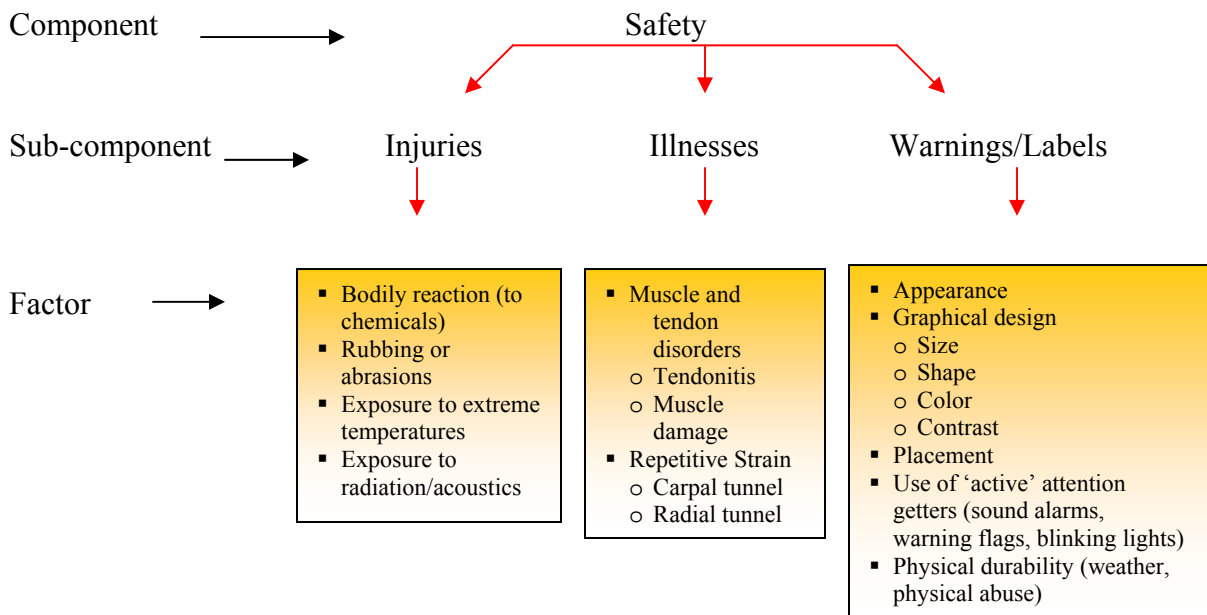 Component
Safety
Sub-component
Injuries
Illnesses
Warnings/Labels
Factor
▪ Bodily reaction (to
chemicals)
▪ Rubbing or
abrasions
▪ Exposure to extreme
temperatures
▪ Exposure to
radiation/acoustics
▪ Muscle and
tendon
disorders
o Tendonitis
o Muscle
damage
▪ Repetitive Strain
o Carpal tunnel
o Radial tunnel
▪ Appearance
▪ Graphical design
o Size
o Shape
o Color
o Contrast
▪ Placement
▪ Use of ‘active’ attention
getters (sound alarms,
warning flags, blinking lights)
▪ Physical durability (weather,
physical abuse)